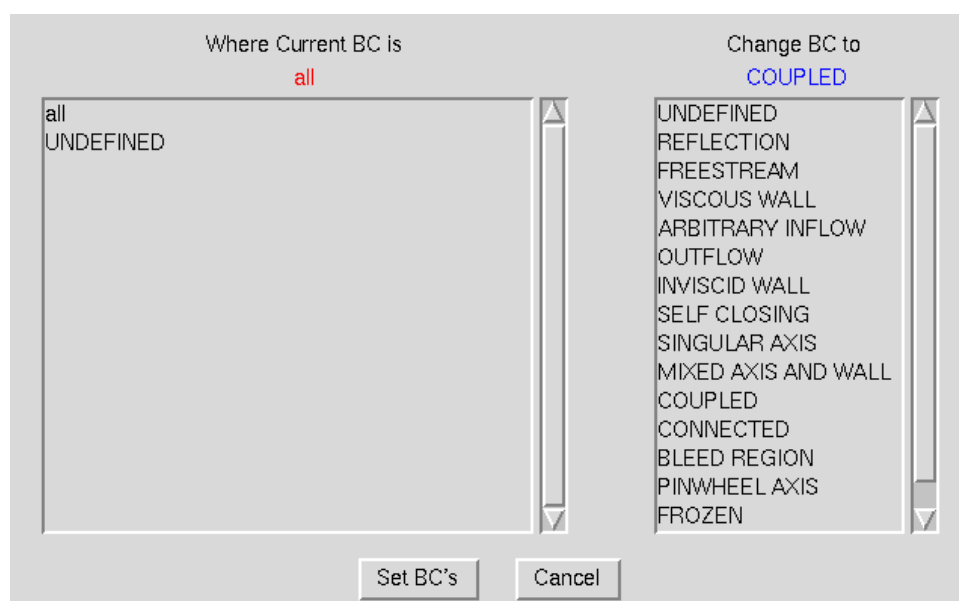 Where Current BC is
all
all
UNDEFINED
Change BC to
COUPLED
UNDEFINED
REFLECTION
FREESTREAM
VISCOUS WALL
ARBITRARY INFLOW
OUTFLOW
INVISCID WALL
SELF CLOSING
SINGULAR AXIS
MIXED AXIS AND WALL
COUPLED
CONNECTED
BLEED REGION
PINWHEEL AXIS
FROZEN
Set BC's
Cancel